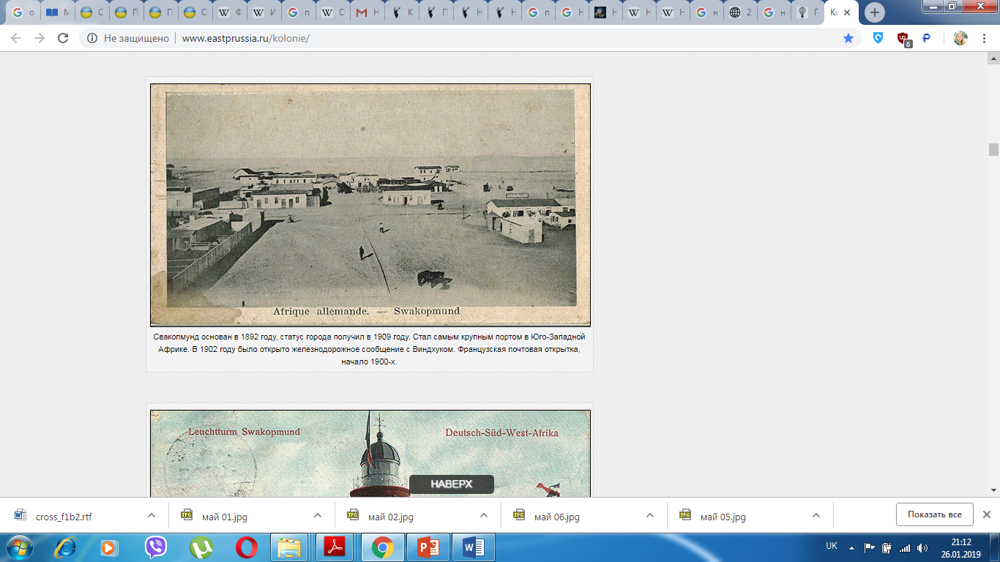 о
М
С
П
П
С
Ф
И
п
С
Н
К
П
Н
Н
п
Н
Н
Н
Н
н
2
н
Г
Кс
Не защищено
www.eastprussia.ru/kolonie/
6
Afrique allemande. — Swakopmund
Свакопмунд основан в 1892 году, статус города получил в 1909 году. Стал самым крупным портом в Юго-Западной
Африке. В 1902 году было открыто железнодорожное сообщение с Виндхуком. Французская почтовая открытка,
начало 1900-х.
Leuchtturm Swakopmund
Deutsch-Süd-West-Afrika
НАВЕРХ
cross_f1b2.rtf
май 01.jpg
май 02.jpg
май 06.jpg
май 05.jpg
Показать все
UK
21:12
26.01.2019